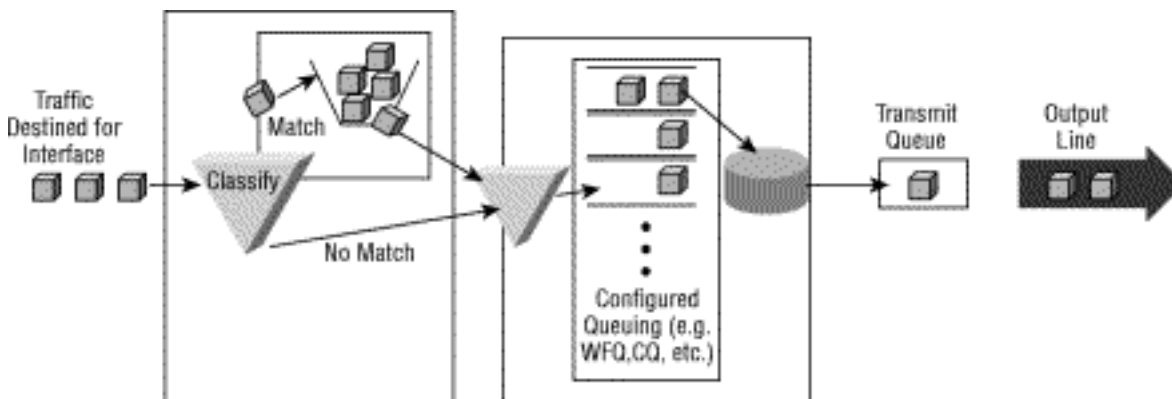 Traffic
Destined for
Interface
Match
Classify
No Match
Configured
Queuing (e.g.
WFQ,CQ, etc.)
Transmit
Queue
Output
Line